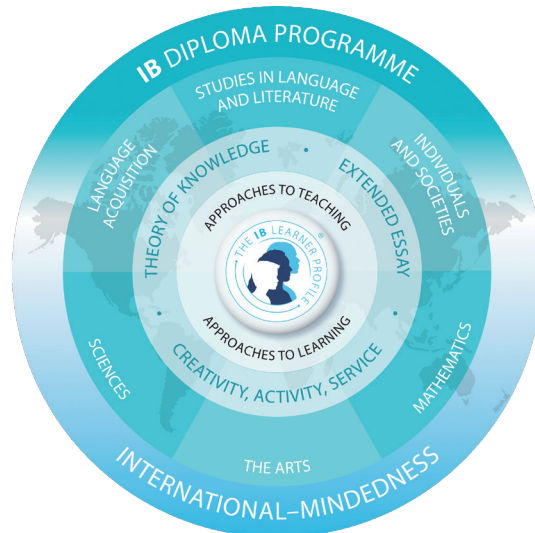 IB DIPLOMA PROGRAMME
STUDIES IN LANGUAGE
AND LITERATURE
LANGUAGE
ACQUISITION
INDIVIDUALS
AND SOCIETIES
THEORY OF KNOWLEDGE
•
EXTENDED ESSAY
•
CREATIVITY, ACTIVITY, SERVICE
•
APPROACHES TO TEACHING
THE IB LEARNER PROFILE
®
APPROACHES TO LEARNING
SCIENCES
MATHEMATICS
THE ARTS
INTERNATIONAL–MINDEDNESS